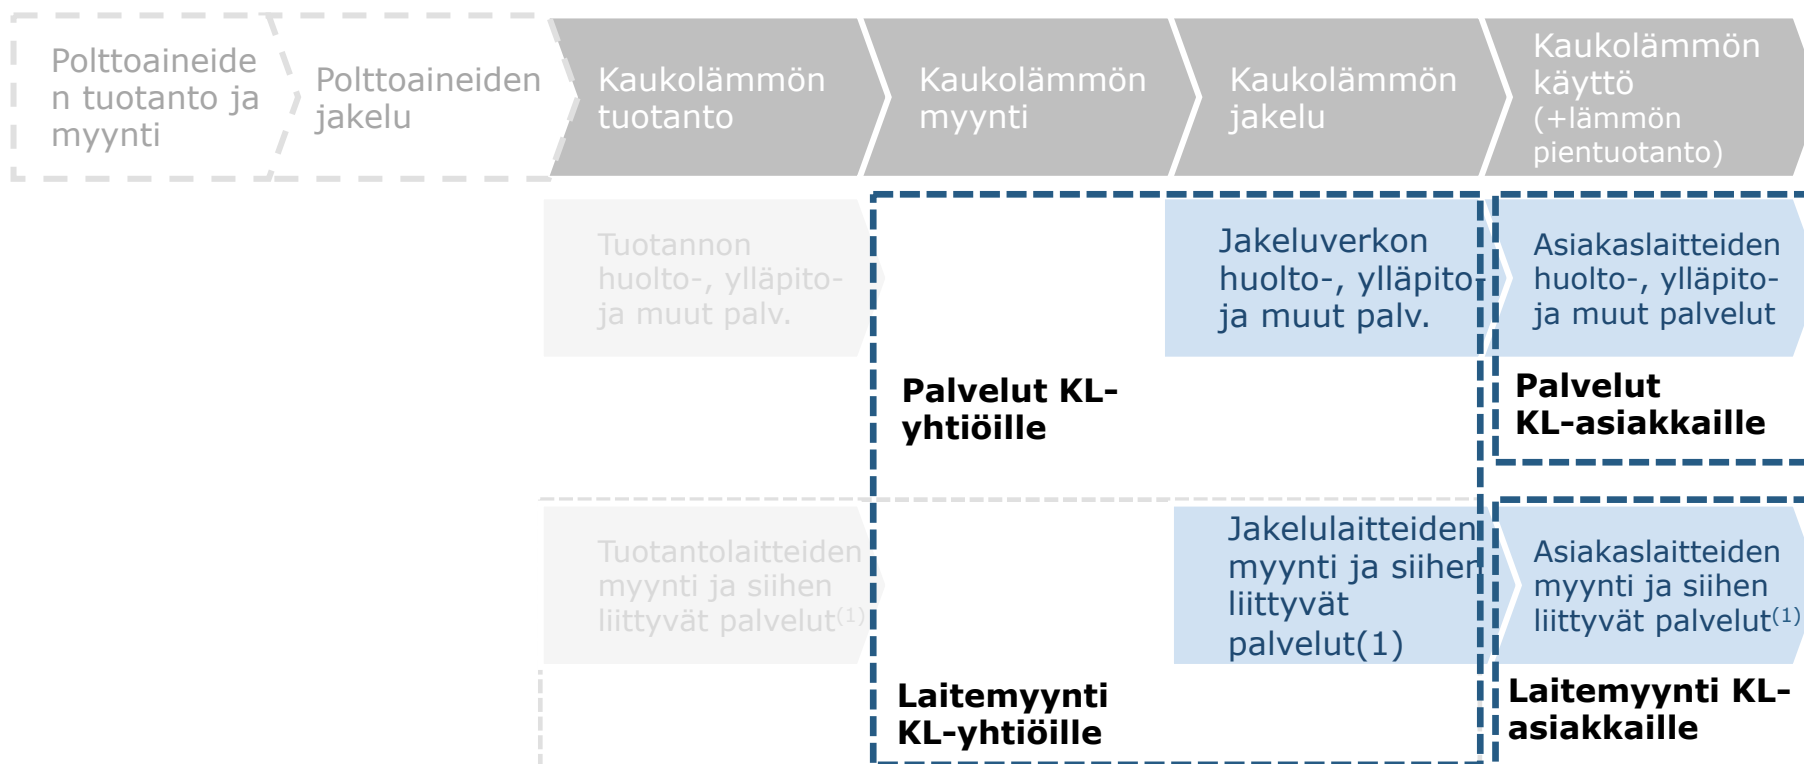 Polttoaineide
n tuotanto ja
myynti
Polttoaineiden
jakelu
Kaukolämmön
tuotanto
Kaukolämmön
myynti
Kaukolämmön
jakelu
Kaukolämmön
käyttö
(+lämmön
pientuotanto)
Tuotannon
huolto-, ylläpito-
ja muut palv.
Jakeluverkon
huolto-, ylläpito-
ja muut palv.
Asiakaslaitteiden
huolto-, ylläpito-
ja muut palvelut
Palvelut KL-
yhtiöille
Palvelut
KL-asiakkaille
Tuotantolaitteiden
myynti ja siihen
liittyvät palvelut(1)
Jakelulaitteiden
myynti ja siihen
liittyvät
palvelut(1)
Asiakaslaitteiden
myynti ja siihen
liittyvät palvelut(1)
Laitemyynti
KL-yhtiöille
Laitemyynti KL-
asiakkaille